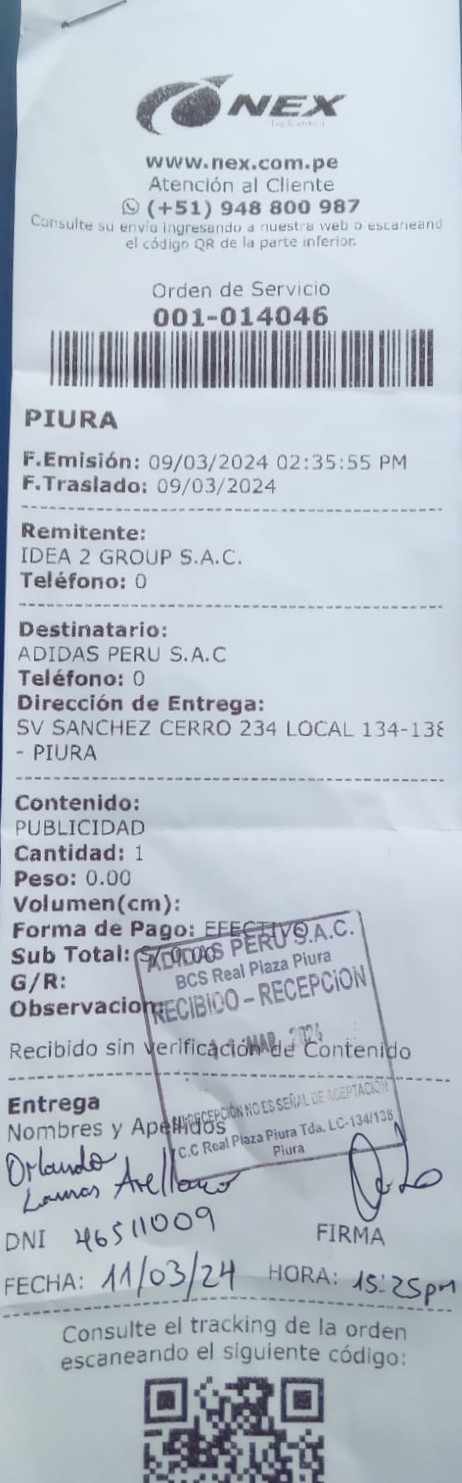 NEX
www.nex.com.pe
Atención al Cliente
(+51) 948 800 987
Consulte su envío ingresando a nuestra web o escaneand
el código QR de la parte inferior.
Orden de Servicio
001-014046
PIURA
F.Emisión: 09/03/2024 02:35:55 PM
F.Traslado: 09/03/2024
Remitente:
IDEA 2 GROUP S.A.C.
Teléfono: 0
Destinatario:
ADIDAS PERU S.A.C
Teléfono: 0
Dirección de Entrega:
SV SANCHEZ CERRO 234 LOCAL 134-138
- PIURA
Contenido:
PUBLICIDAD
Cantidad: 1
Peso: 0.00
Volumen(cm):
Forma de Pago: EFECTIVO
Sub Total: S/ 0.00
G/R:
Observacion:
ADIDAS PERU S.A.C.
BCS Real Plaza Piura
RECIBIDO - RECEPCION
MAR.
Recibido sin verificación de Contenido
RECEPCIÓN NO ES SEÑAL DE ACEPTACION
C.C Real Plaza Piura Tda. LC-134/138
Piura
Entrega
Nombres y Apellidos
Orlando
Lamas Arellano
DNI 46511009
FIRMA
FECHA: 11/03/24 HORA: 15:25pm
Consulte el tracking de la orden
escaneando el siguiente código: